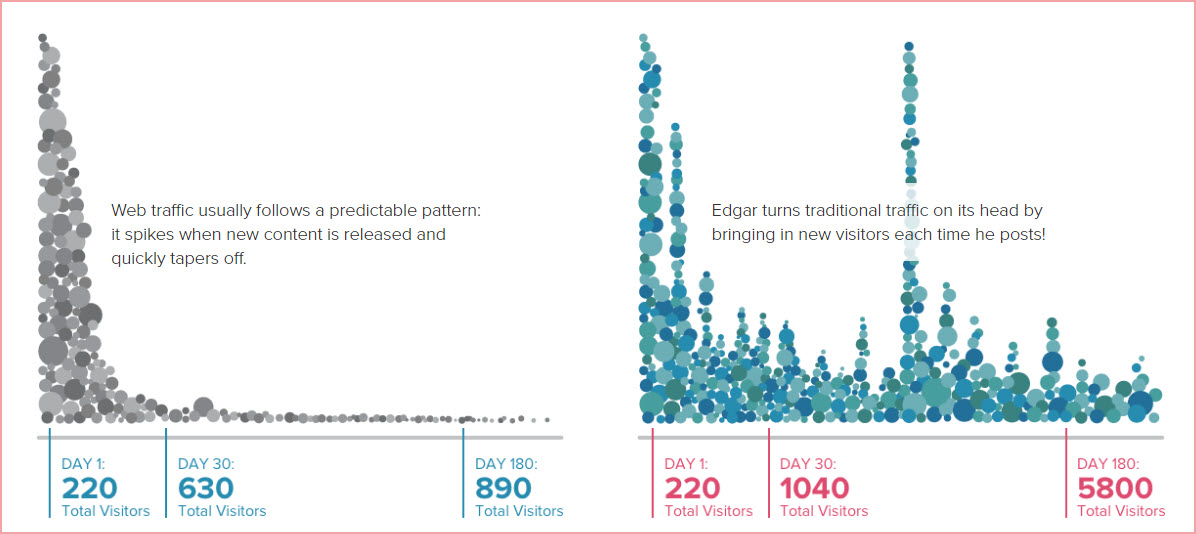 Web traffic usually follows a predictable pattern:
it spikes when new content is released and
quickly tapers off.
DAY 1:
220
Total Visitors
DAY 30:
630
Total Visitors
DAY 180:
890
Total Visitors
Edgar turns traditional traffic on its head by
bringing in new visitors each time he posts!
DAY 1:
220
Total Visitors
DAY 30:
1040
Total Visitors
DAY 180:
5800
Total Visitors